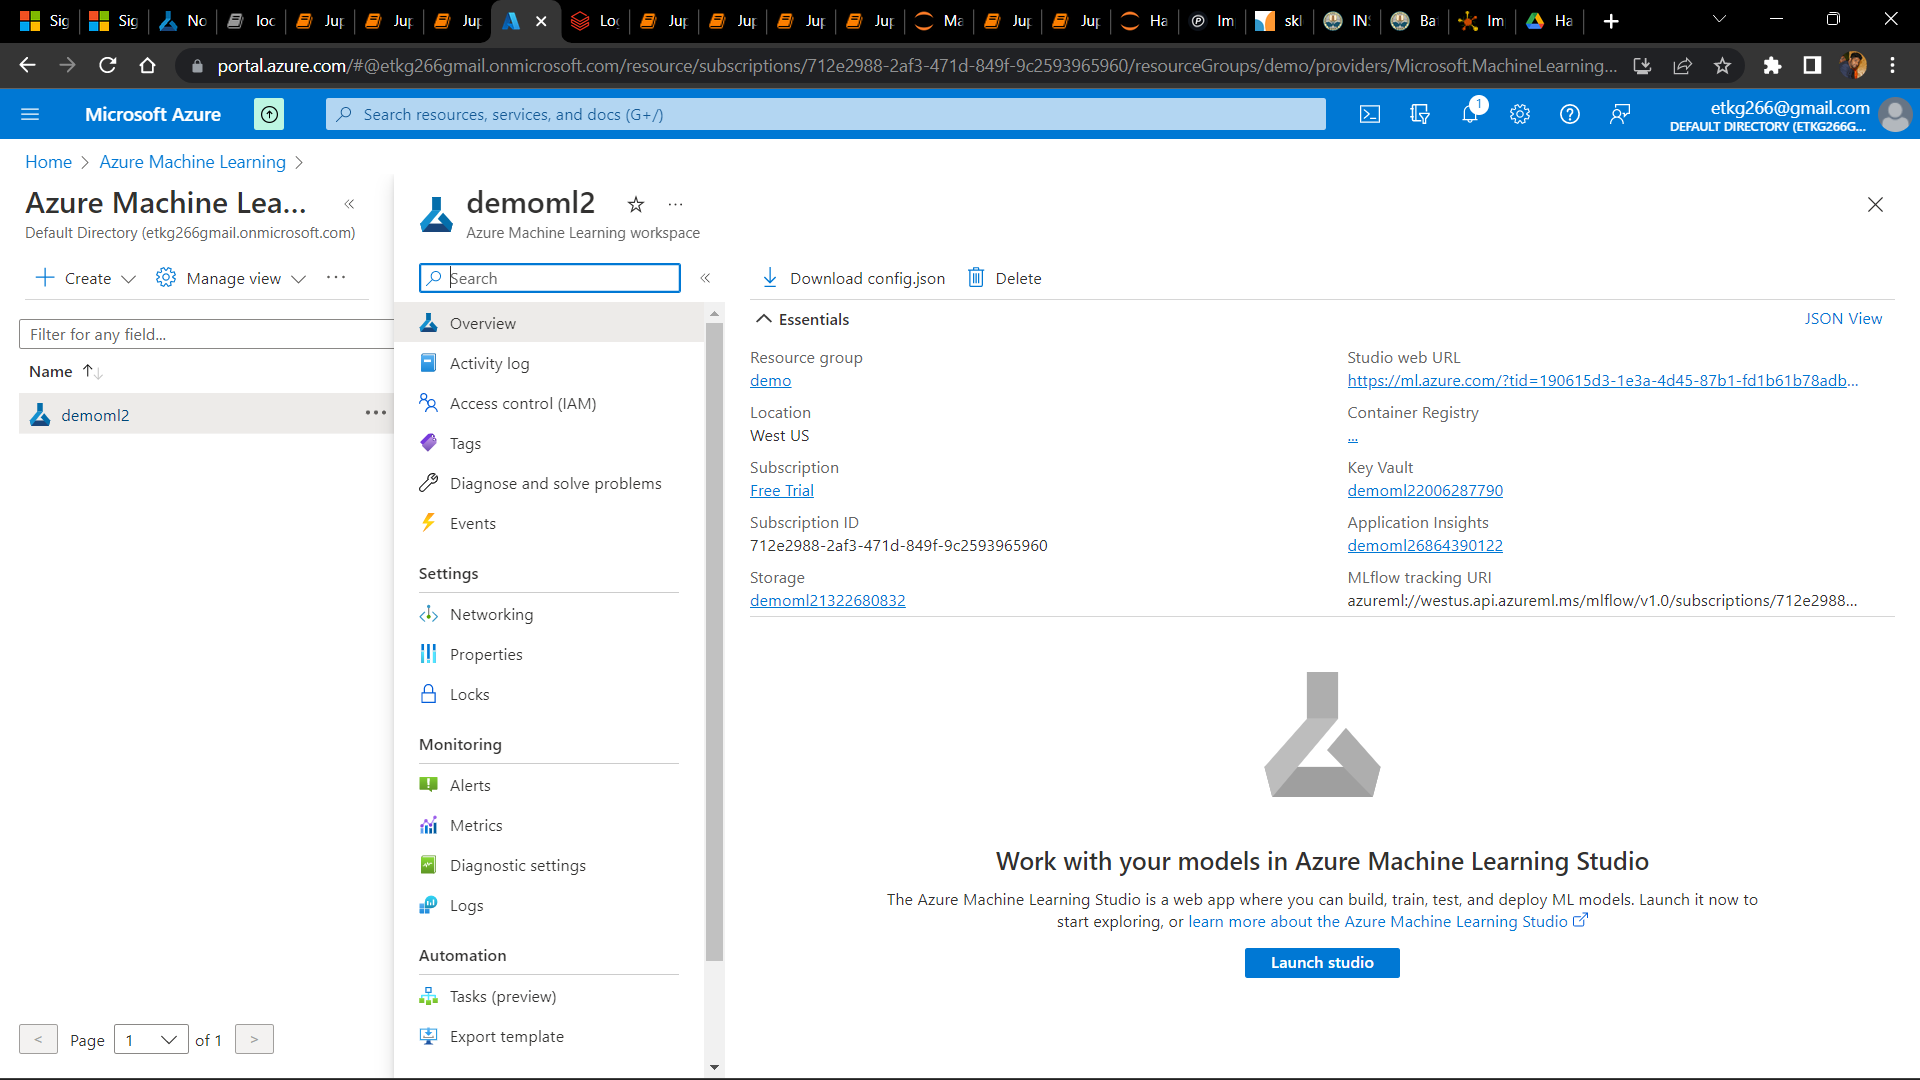 Sig
Sig
No
loc
Jup
Jup
Jup
Log
Jup
Jup
Jup
Jup
Ma
Jup
Jup
Ha
Im
skl
IN
Ba
Im
Ha
portal.azure.com/#@etkg266gmail.onmicrosoft.com/resource/subscriptions/712e2988-2af3-471d-849f-9c2593965960/resourceGroups/demo/providers/Microsoft.MachineLearning...
Microsoft Azure
Search resources, services, and docs (G+/)
1
etkg266@gmail.com
DEFAULT DIRECTORY (ETKG266G...
Home > Azure Machine Learning >
Azure Machine Lea...
Default Directory (etkg266gmail.onmicrosoft.com)
Create
Manage view
Filter for any field...
Name
demoml2
< Page 1 of 1 >
demoml2
Azure Machine Learning workspace
Search
Overview
Activity log
Access control (IAM)
Tags
Diagnose and solve problems
Events
Settings
Networking
Properties
Locks
Monitoring
Alerts
Metrics
Diagnostic settings
Logs
Automation
Tasks (preview)
Export template
Download config.json
Delete
Essentials
JSON View
Resource group
demo
Location
West US
Subscription
Free Trial
Subscription ID
712e2988-2af3-471d-849f-9c2593965960
Storage
demoml21322680832
Studio web URL
https://ml.azure.com/?tid=190615d3-1e3a-4d45-87b1-fd1b61b78adb...
Container Registry
...
Key Vault
demoml22006287790
Application Insights
demoml26864390122
MLflow tracking URI
azureml://westus.api.azureml.ms/mlflow/v1.0/subscriptions/712e2988...
Work with your models in Azure Machine Learning Studio
The Azure Machine Learning Studio is a web app where you can build, train, test, and deploy ML models. Launch it now to
start exploring, or learn more about the Azure Machine Learning Studio
Launch studio